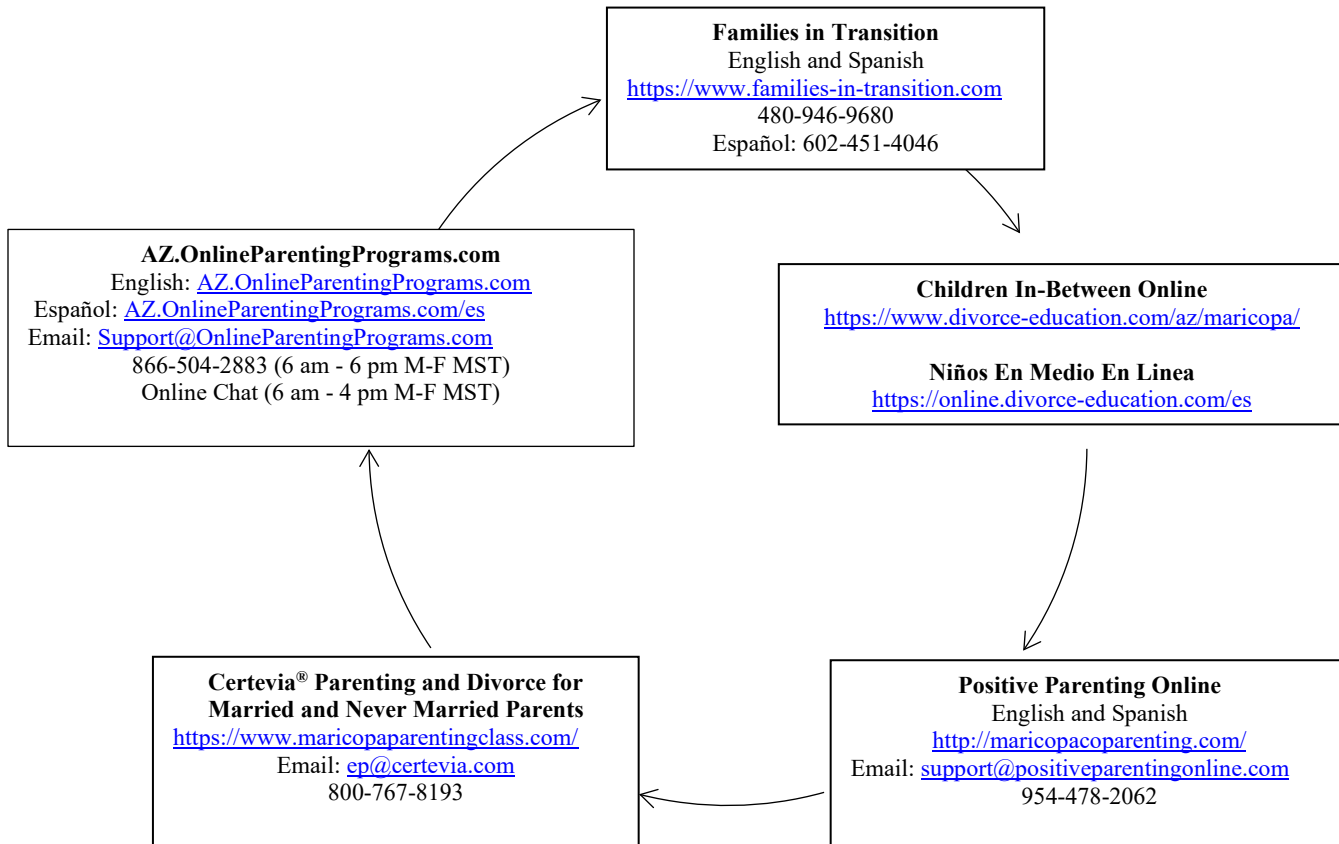 Families in Transition
English and Spanish
https://www.families-in-transition.com
480-946-9680
Español: 602-451-4046
AZ.OnlineParentingPrograms.com
English: AZ.OnlineParentingPrograms.com
Español: AZ.OnlineParentingPrograms.com/es
Email: Support@OnlineParentingPrograms.com
866-504-2883 (6 am - 6 pm M-F MST)
Online Chat (6 am - 4 pm M-F MST)
Children In-Between Online
https://www.divorce-education.com/az/maricopa/
Niños En Medio En Linea
https://online.divorce-education.com/es
Certevia® Parenting and Divorce for
Married and Never Married Parents
https://www.maricopaparentingclass.com/
Email: ep@certevia.com
800-767-8193
Positive Parenting Online
English and Spanish
http://maricopacoparenting.com/
Email: support@positiveparentingonline.com
954-478-2062